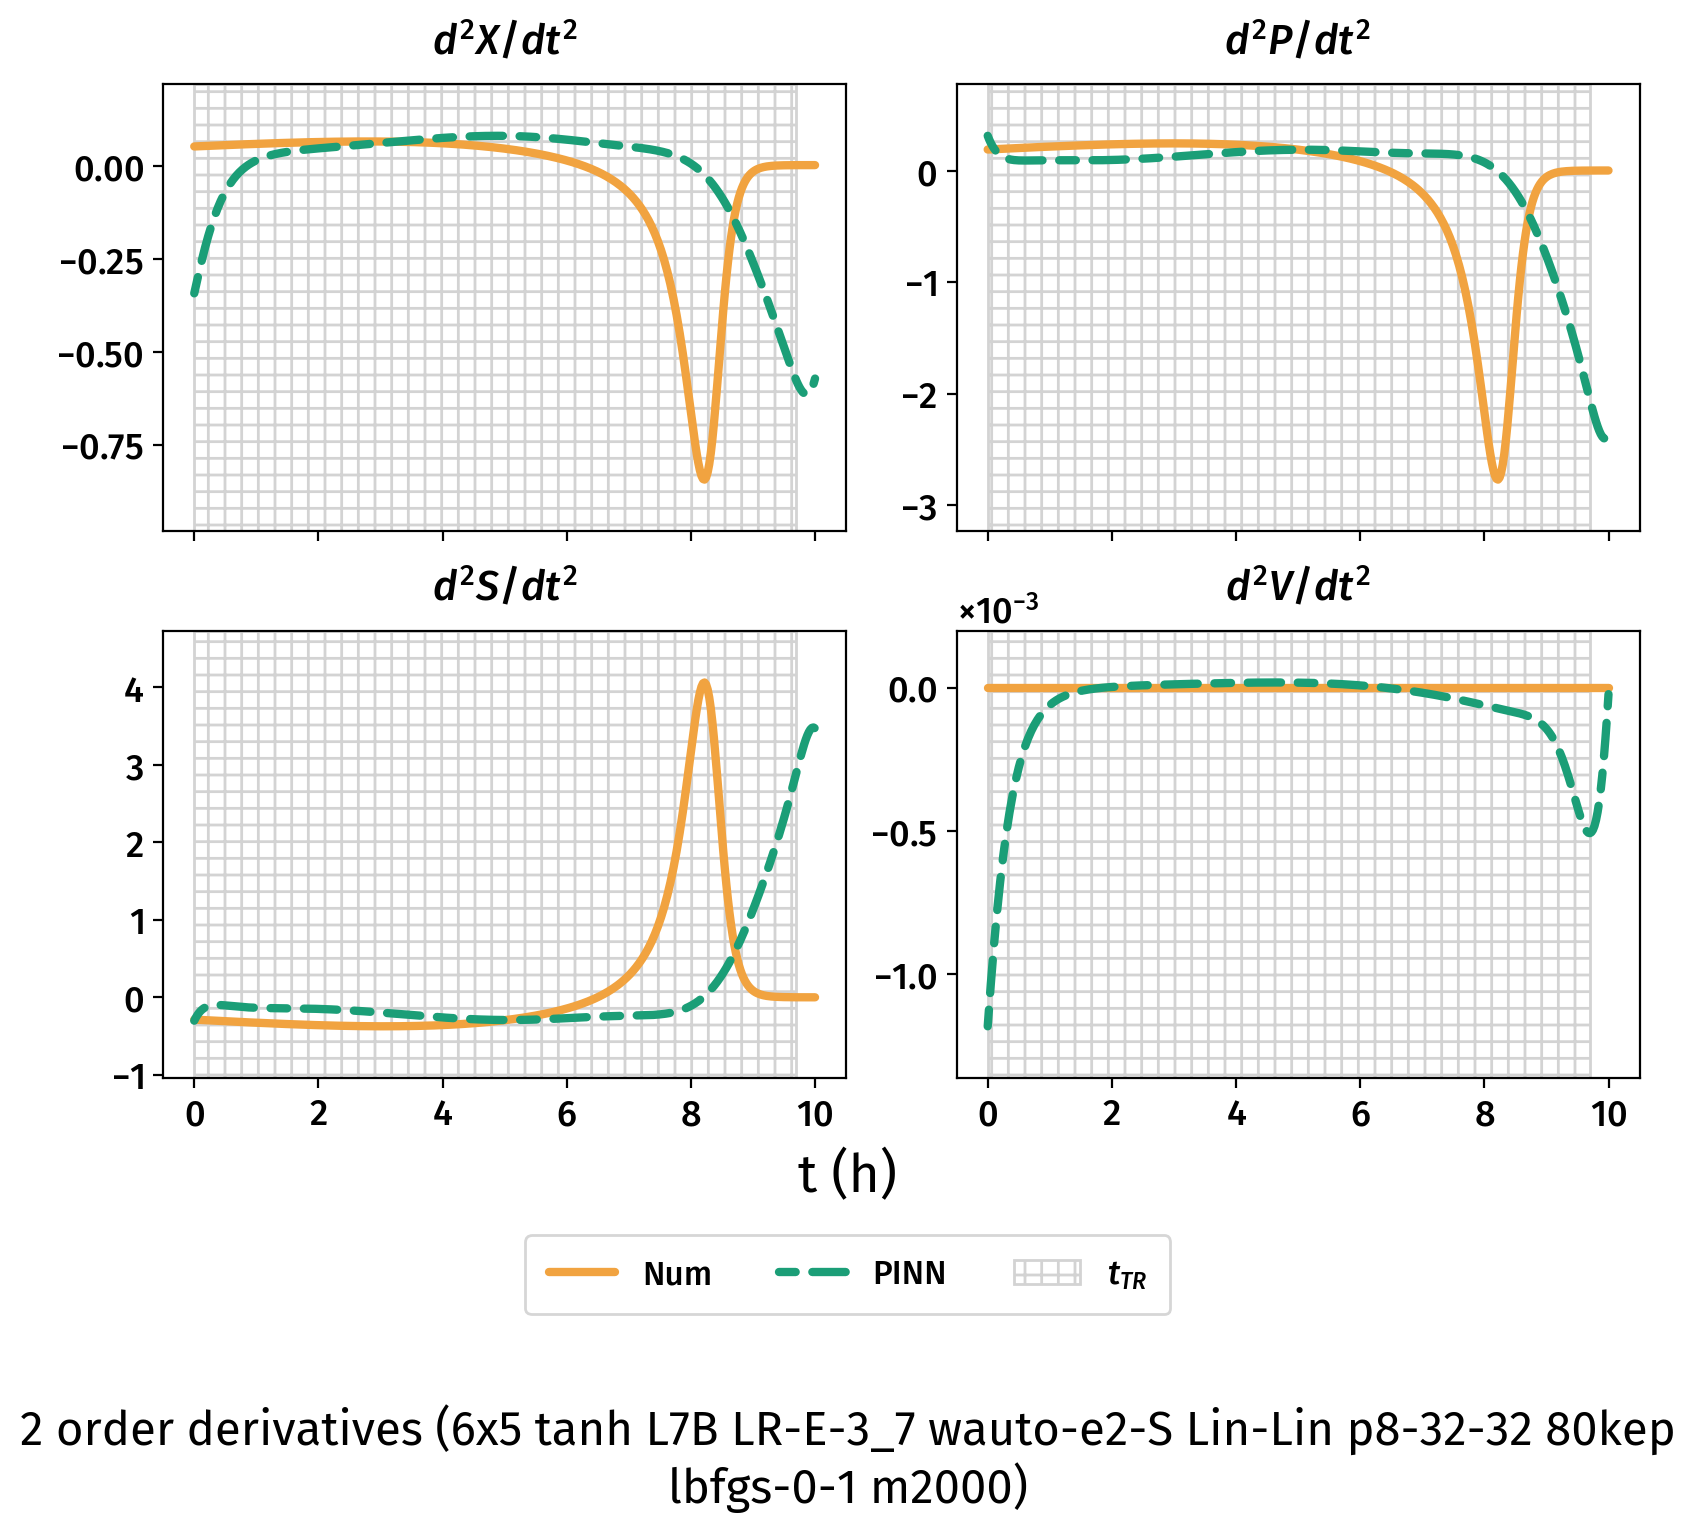 d²X/dt²
d²P/dt²
0.00
−0.25
−0.50
−0.75
0
−1
−2
−3
d²S/dt²
d²V/dt²
×10⁻³
4
3
2
1
0
−1
0.0
−0.5
−1.0
0 2 4 6 8 10
0 2 4 6 8 10
t (h)
Num PINN t_TR
2 order derivatives (6x5 tanh L7B LR-E-3_7 wauto-e2-S Lin-Lin p8-32-32 80kep
lbfgs-0-1 m2000)